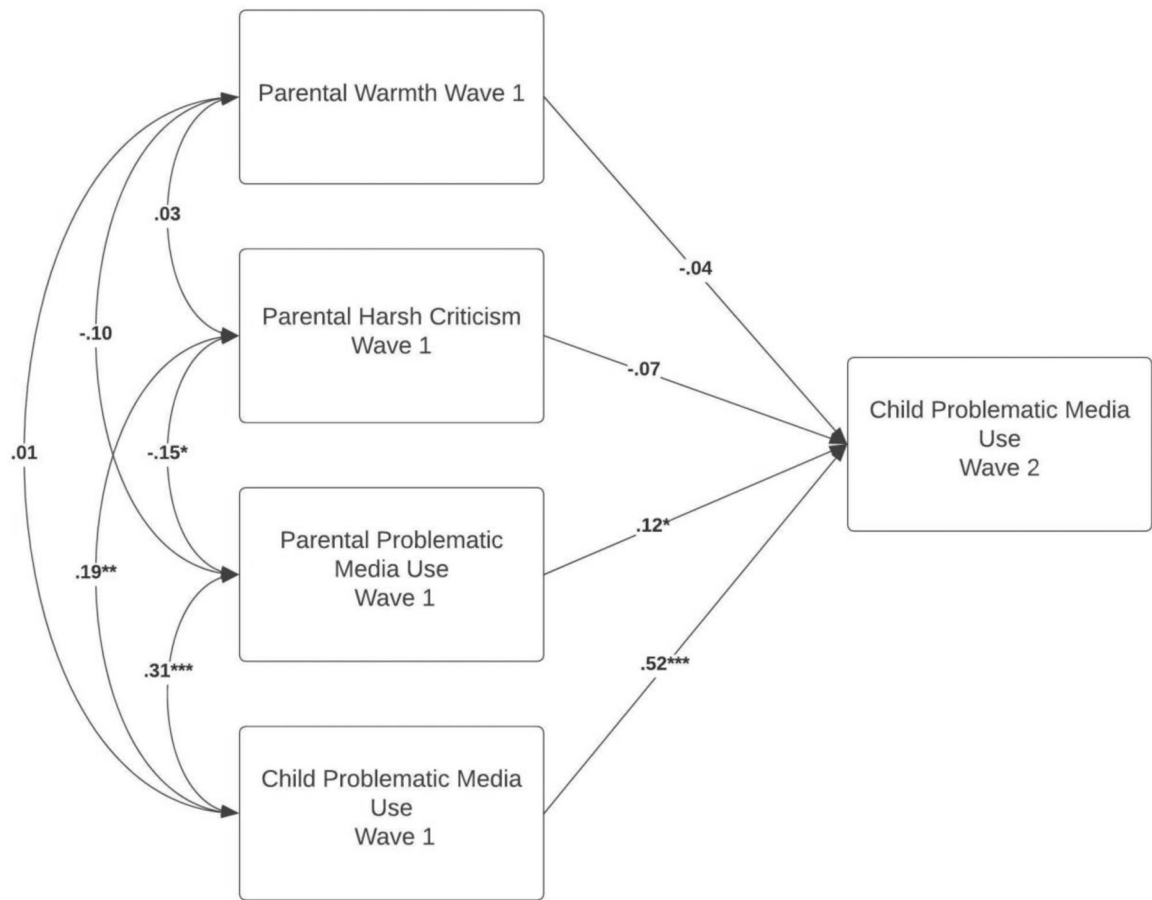 Parental Warmth Wave 1
.03
-.04
Parental Harsh Criticism
Wave 1
-.10
-.07
Child Problematic Media
Use
Wave 2
.01
-.15*
Parental Problematic
Media Use
Wave 1
.12*
.19**
.31***
.52***
Child Problematic Media
Use
Wave 1